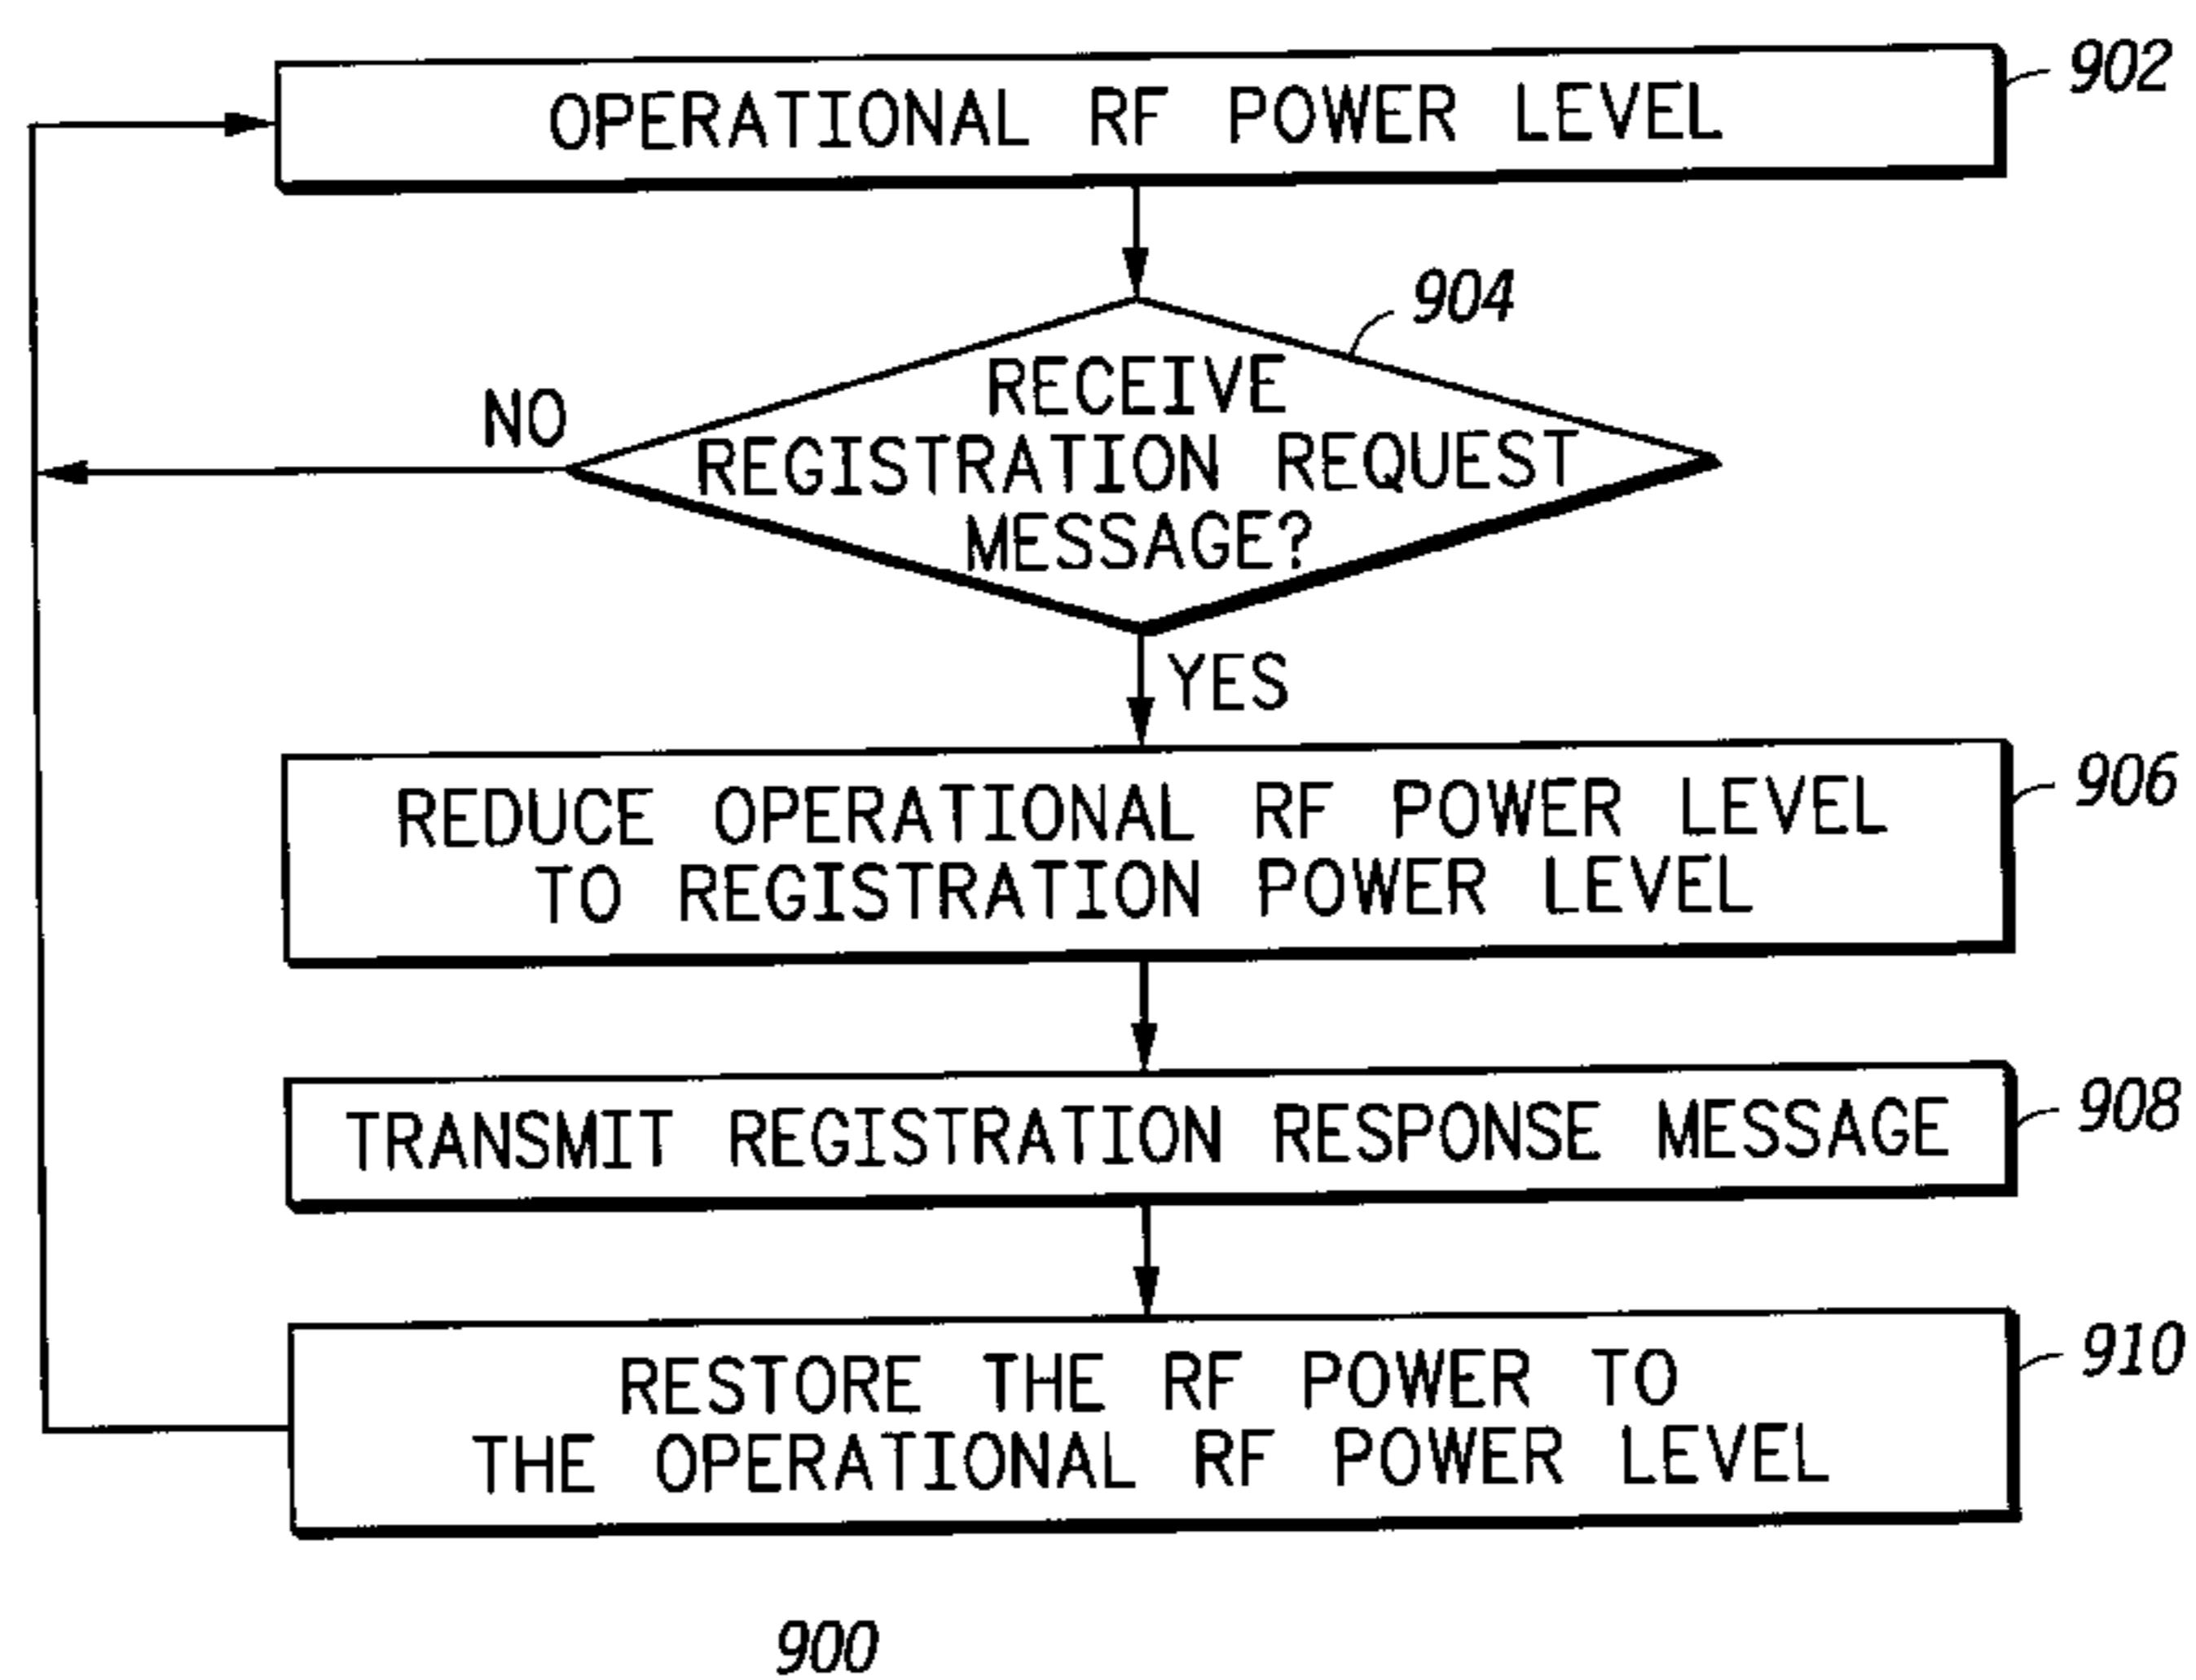 OPERATIONAL RF POWER LEVEL
902
904
RECEIVE
REGISTRATION REQUEST
MESSAGE?
NO
YES
REDUCE OPERATIONAL RF POWER LEVEL
TO REGISTRATION POWER LEVEL
906
TRANSMIT REGISTRATION RESPONSE MESSAGE
908
RESTORE THE RF POWER TO
THE OPERATIONAL RF POWER LEVEL
910
900